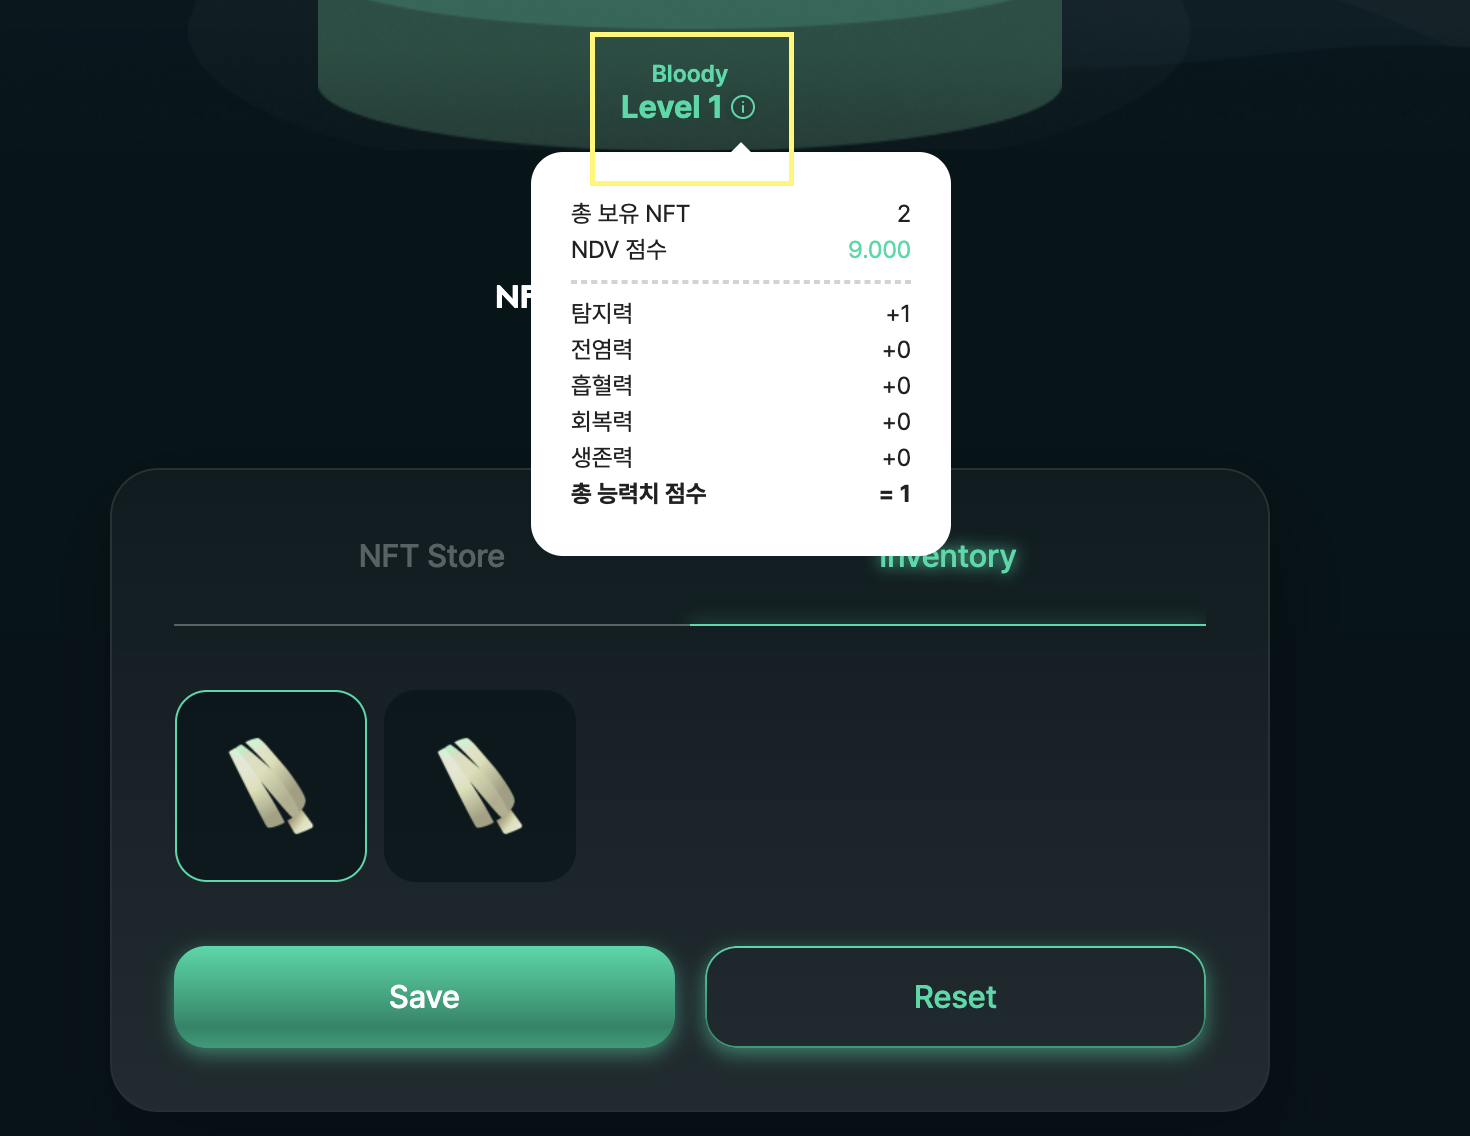 Bloody
Level 1
총 보유 NFT 2
NDV 점수 9.000
NF
탐지력 +1
전염력 +0
흡혈력 +0
회복력 +0
생존력 +0
총 능력치 점수 = 1
NFT Store Inventory
Save Reset